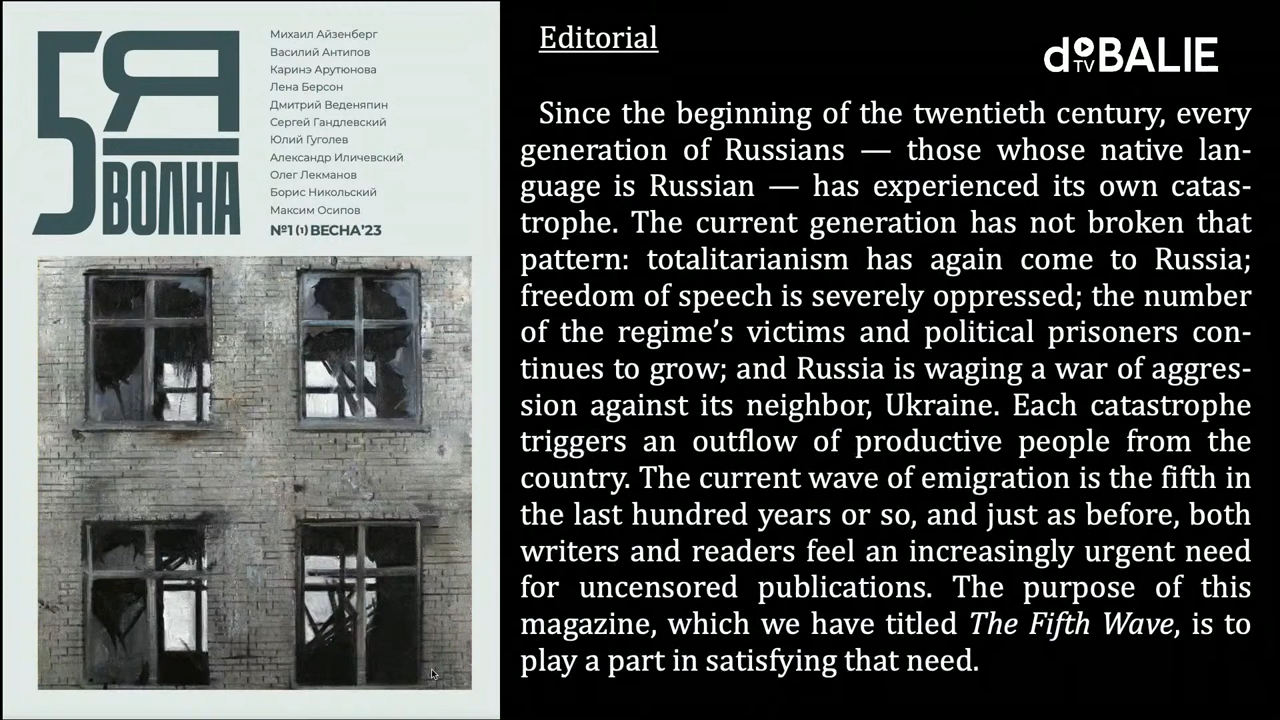 5Я
ВОЛНА
Михаил Айзенберг
Василий Антипов
Каринэ Арутюнова
Лена Берсон
Дмитрий Веденяпин
Сергей Гандлевский
Юлий Гуголев
Александр Иличевский
Олег Лекманов
Борис Никольский
Максим Осипов
№1 (1) ВЕСНА’23
Editorial
doTVBALIE
Since the beginning of the twentieth century, every
generation of Russians — those whose native lan-
guage is Russian — has experienced its own catas-
trophe. The current generation has not broken that
pattern: totalitarianism has again come to Russia;
freedom of speech is severely oppressed; the number
of the regime’s victims and political prisoners con-
tinues to grow; and Russia is waging a war of aggres-
sion against its neighbor, Ukraine. Each catastrophe
triggers an outflow of productive people from the
country. The current wave of emigration is the fifth in
the last hundred years or so, and just as before, both
writers and readers feel an increasingly urgent need
for uncensored publications. The purpose of this
magazine, which we have titled The Fifth Wave, is to
play a part in satisfying that need.